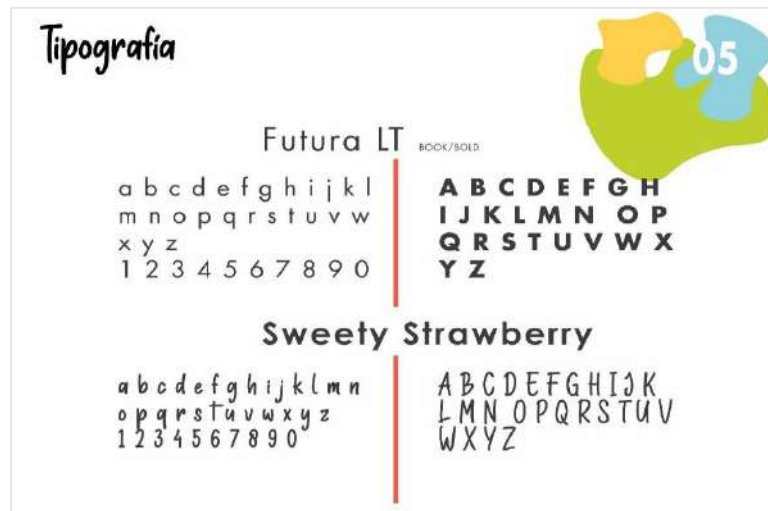 Tipografía
05
Futura LT BOOK/BOLD
a b c d e f g h i j k l
m n o p q r s t u v w
x y z
1 2 3 4 5 6 7 8 9 0
A B C D E F G H
I J K L M N O P
Q R S T U V W X
Y Z
Sweety Strawberry
a b c d e f g h i j k l m n
o p q r s t u v w x y z
1 2 3 4 5 6 7 8 9 0
A B C D E F G H I J K
L M N O P Q R S T U V
W X Y Z